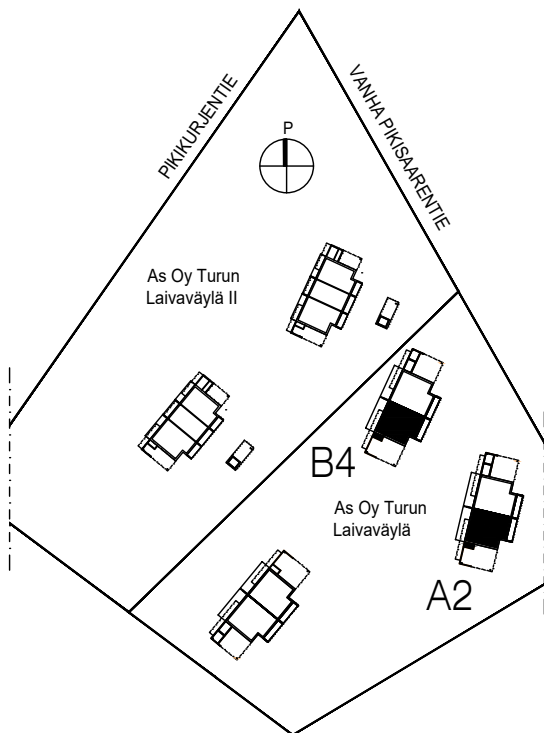 PIKIKURJENTIE
VANHA PIKISAARENTIE
P
As Oy Turun
Laivaväylä II
B4
As Oy Turun
Laivaväylä
A2